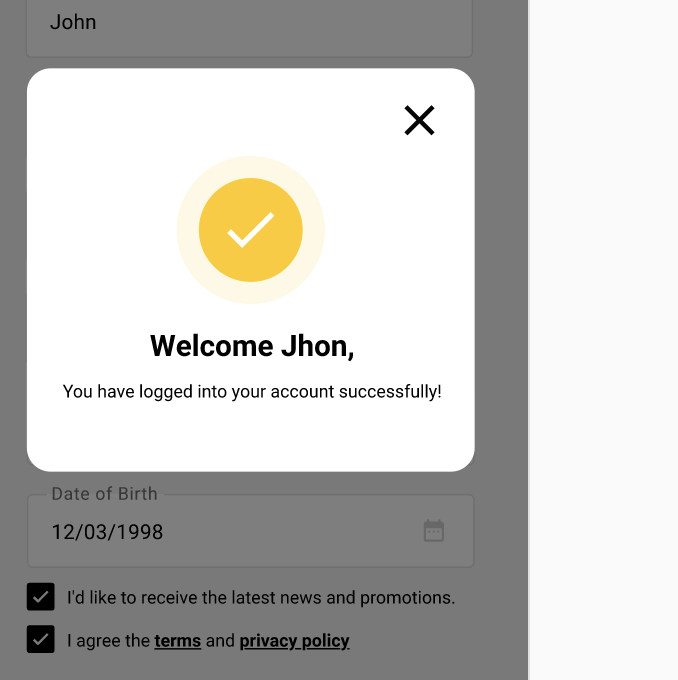 John
Welcome Jhon,
You have logged into your account successfully!
Date of Birth
12/03/1998
I'd like to receive the latest news and promotions.
I agree the terms and privacy policy